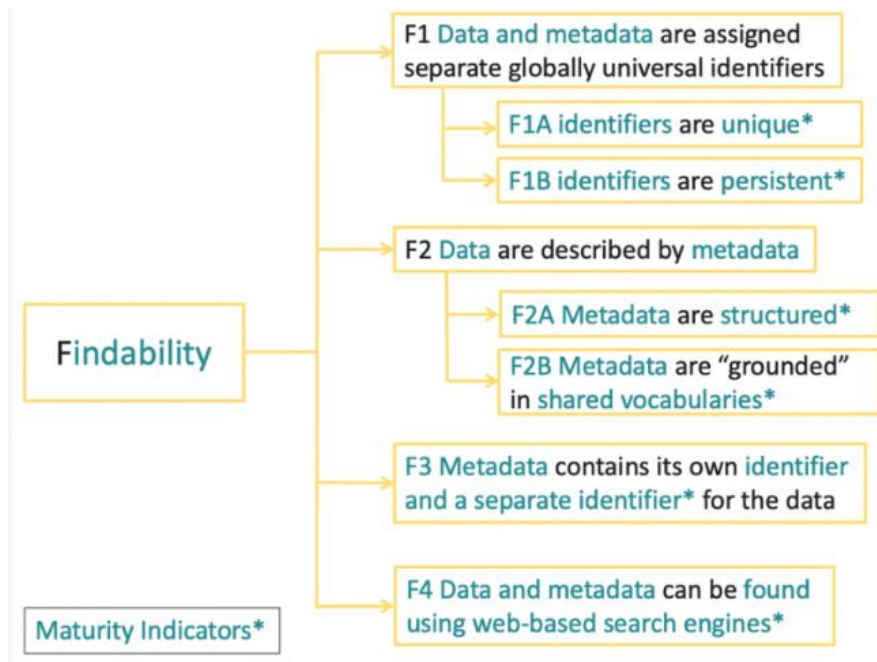 F1 Data and metadata are assigned
separate globally universal identifiers
F1A identifiers are unique*
F1B identifiers are persistent*
F2 Data are described by metadata
F2A Metadata are structured*
Findability
F2B Metadata are “grounded”
in shared vocabularies*
F3 Metadata contains its own identifier
and a separate identifier* for the data
F4 Data and metadata can be found
using web-based search engines*
Maturity Indicators*